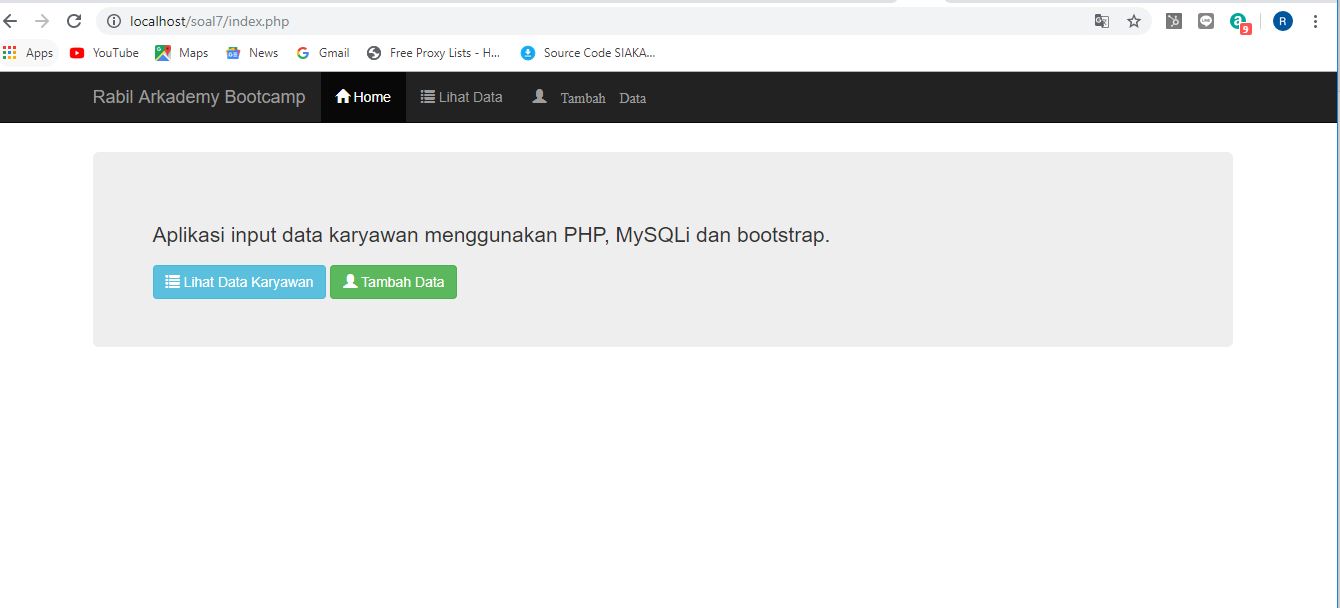 localhost/soal7/index.php
R
9
Apps YouTube Maps News Gmail Free Proxy Lists - H... Source Code SIAKA...
Rabil Arkademy Bootcamp Home Lihat Data Tambah Data
Aplikasi input data karyawan menggunakan PHP, MySQLi dan bootstrap.
Lihat Data Karyawan Tambah Data